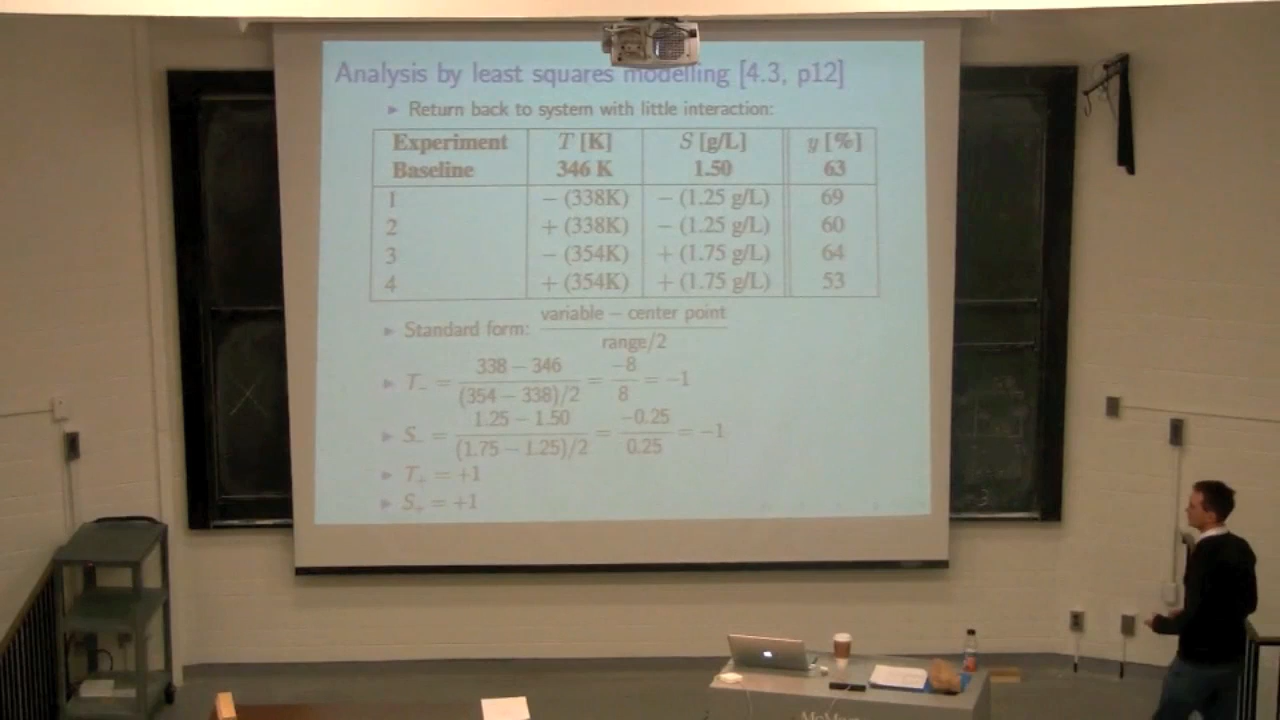 Analysis by least squares modelling [4.3, p12]
► Return back to system with little interaction:
Experiment T [K] S [g/L] y [%]
Baseline 346 K 1.50 63
1 − (338K) − (1.25 g/L) 69
2 + (338K) − (1.25 g/L) 60
3 − (354K) + (1.75 g/L) 64
4 + (354K) + (1.75 g/L) 53
► Standard form: (variable − center point) / (range/2)
► T₋ = (338 − 346) / ((354 − 338)/2) = −8/8 = −1
► S₋ = (1.25 − 1.50) / ((1.75 − 1.25)/2) = −0.25/0.25 = −1
► T₊ = +1
► S₊ = +1